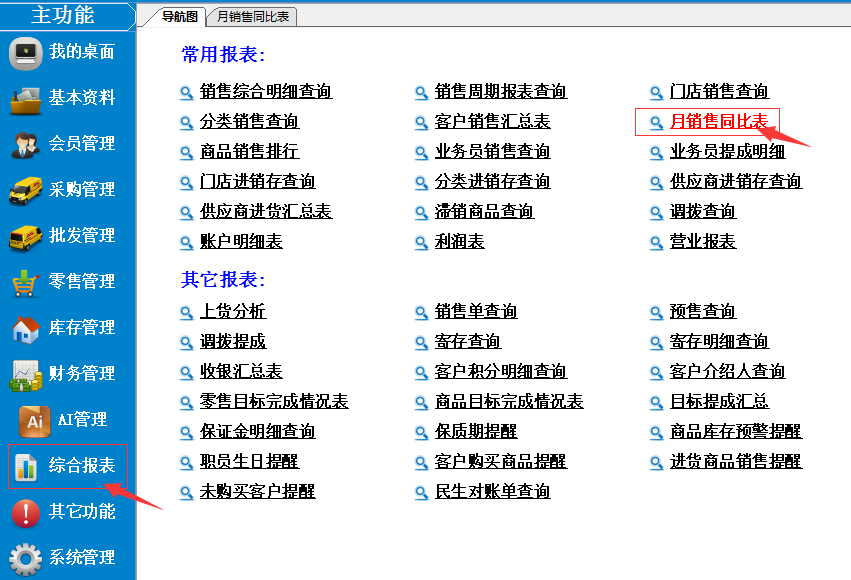 主功能
我的桌面
基本资料
会员管理
采购管理
批发管理
零售管理
库存管理
财务管理
Ai AI管理
综合报表
其它功能
系统管理
导航图 月销售同比表
常用报表:
销售综合明细查询 销售周期报表查询 门店销售查询
分类销售查询 客户销售汇总表 月销售同比表
商品销售排行 业务员销售查询 业务员提成明细
门店进销存查询 分类进销存查询 供应商进销存查询
供应商进货汇总表 滞销商品查询 调拨查询
账户明细表 利润表 营业报表
其它报表:
上货分析 销售单查询 预售查询
调拨提成 寄存查询 寄存明细查询
收银汇总表 客户积分明细查询 客户介绍人查询
零售目标完成情况表 商品目标完成情况表 目标提成汇总
保证金明细查询 保质期提醒 商品库存预警提醒
职员生日提醒 客户购买商品提醒 进货商品销售提醒
未购买客户提醒 民生对账单查询